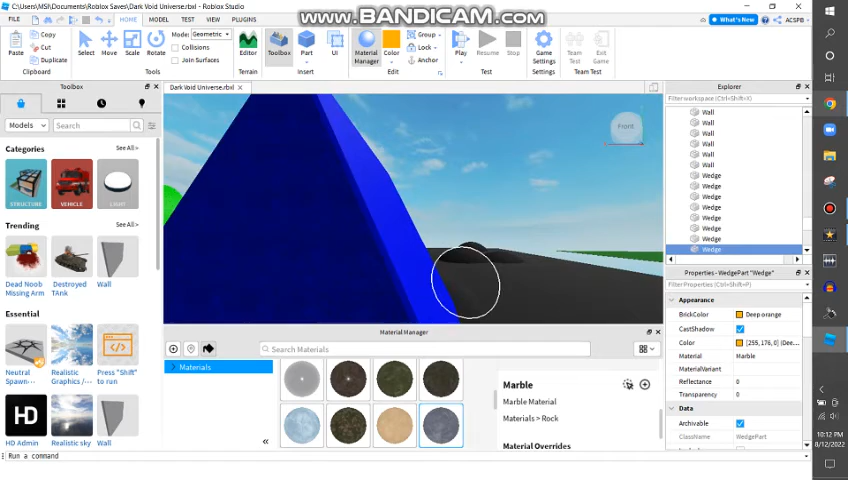 C:\Users\MSI\Documents\Roblox Saves\Dark Void Universe.rbxl - Roblox Studio
www.BANDICAM.com
FILE HOME MODEL TEST VIEW PLUGINS
What's New ACSPB
Copy
Cut
Duplicate
Paste
Clipboard
Select Move Scale Rotate
Mode: Geometric
Collisions
Join Surfaces
Tools
Editor
Terrain
Toolbox Part UI
Insert
Material Manager
Color
Group
Lock
Anchor
Edit
Play Resume Stop
Test
Game Settings
Settings
Team Test
Exit Game
Team Test
Toolbox
Dark Void Universe.rbxl
Explorer
Filter workspace (Ctrl+Shift+X)
Models
Search
Categories See All >
STRUCTURE
VEHICLE
LIGHT
Trending See All >
Dead Noob Missing Arm
Destroyed TAnk
Wall
Essential See All >
Neutral Spawn...
Realistic Graphics /...
Press "Shift" to run
HD
HD Admin
Realistic sky
Wall
Front
Wall
Wall
Wall
Wall
Wall
Wall
Wedge
Wedge
Wedge
Wedge
Wedge
Wedge
Wedge
Wedge
Properties - WedgePart "Wedge"
Filter Properties (Ctrl+Shift+P)
Appearance
BrickColor Deep orange
CastShadow
Color [255, 176, 0] (Dee...
Material Marble
MaterialVariant
Reflectance 0
Transparency 0
Data
Archivable
ClassName WedgePart
Material Manager
Search Materials
Materials
Marble
Marble Material
Materials > Rock
Material Overrides
Run a command
10:12 PM
8/12/2022